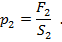 p₂ = F₂/S₂ .